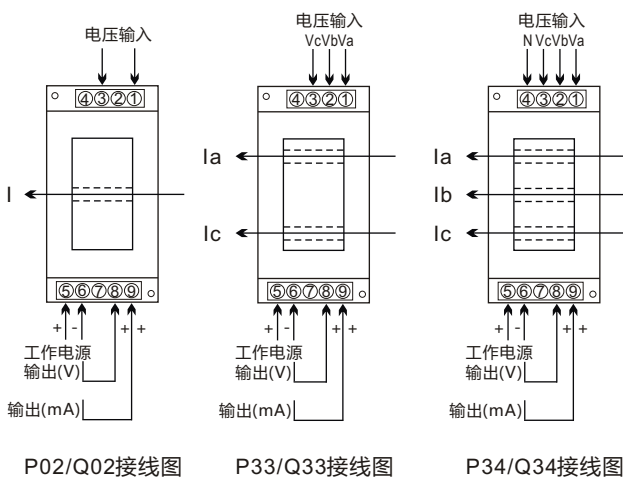 电压输入
④③②①
I
⑤⑥⑦⑧⑨
+ - + +
工作电源
输出(V)
输出(mA)
P02/Q02接线图
电压输入
VcVbVa
④③②①
Ia
Ic
⑤⑥⑦⑧⑨
+ - + +
工作电源
输出(V)
输出(mA)
P33/Q33接线图
电压输入
N VcVbVa
④③②①
Ia
Ib
Ic
⑤⑥⑦⑧⑨
+ - + +
工作电源
输出(V)
输出(mA)
P34/Q34接线图